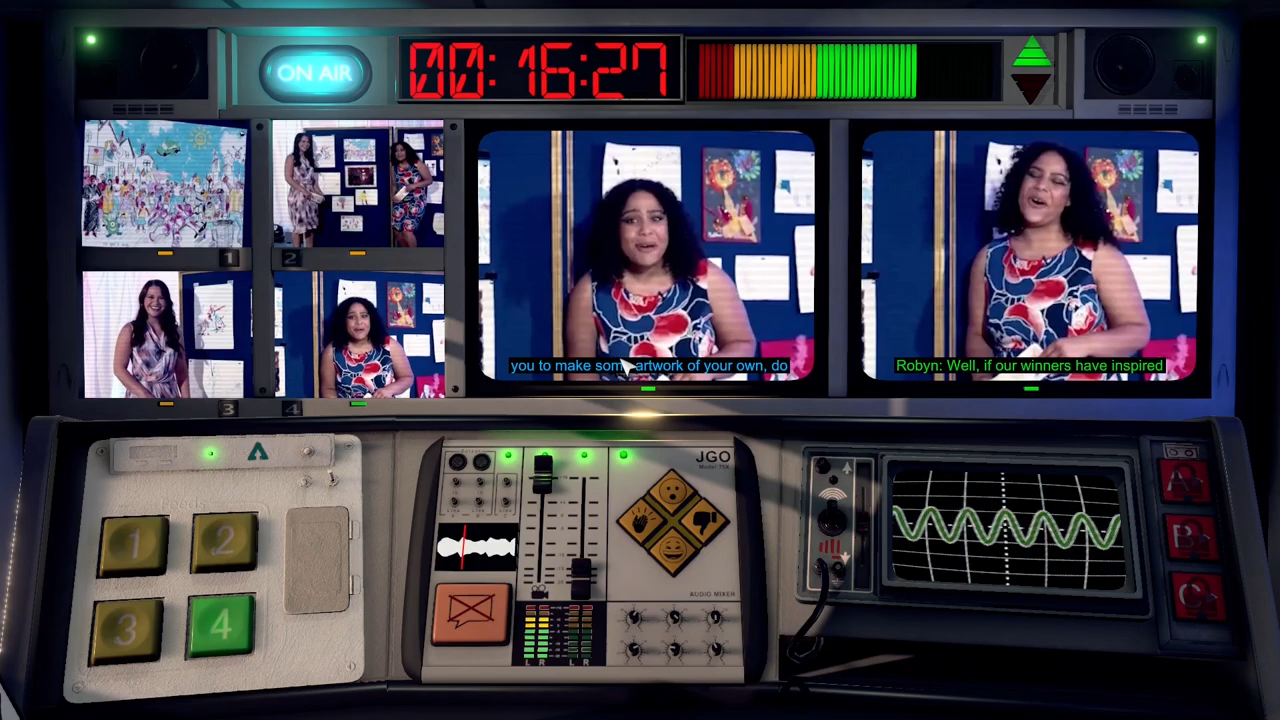 ON AIR
00:16:27
1
2
3
4
you to make some artwork of your own, do
Robyn: Well, if our winners have inspired
1
2
3
4
JGO
AUDIO MIXER
L R L R
A
B
C